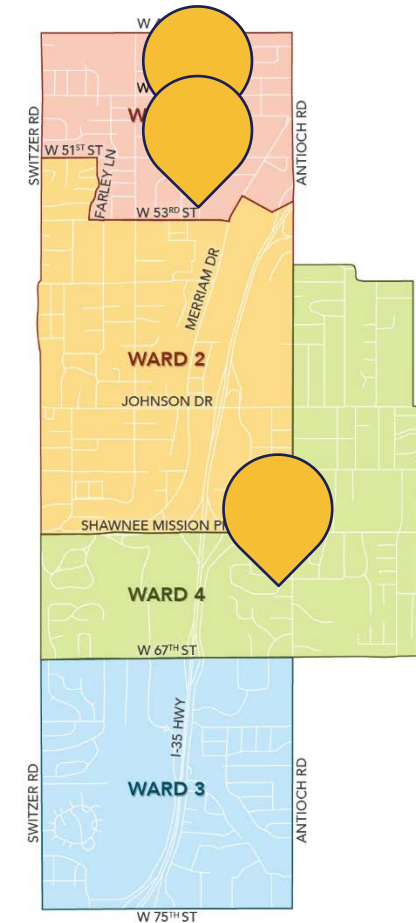 SWITZER RD
ANTIOCH RD
W 51ST ST
FARLEY LN
W 53RD ST
MERRIAM DR
WARD 2
JOHNSON DR
SHAWNEE MISSION
WARD 4
W 67TH ST
I-35 HWY
WARD 3
SWITZER RD
ANTIOCH RD
W 75TH ST